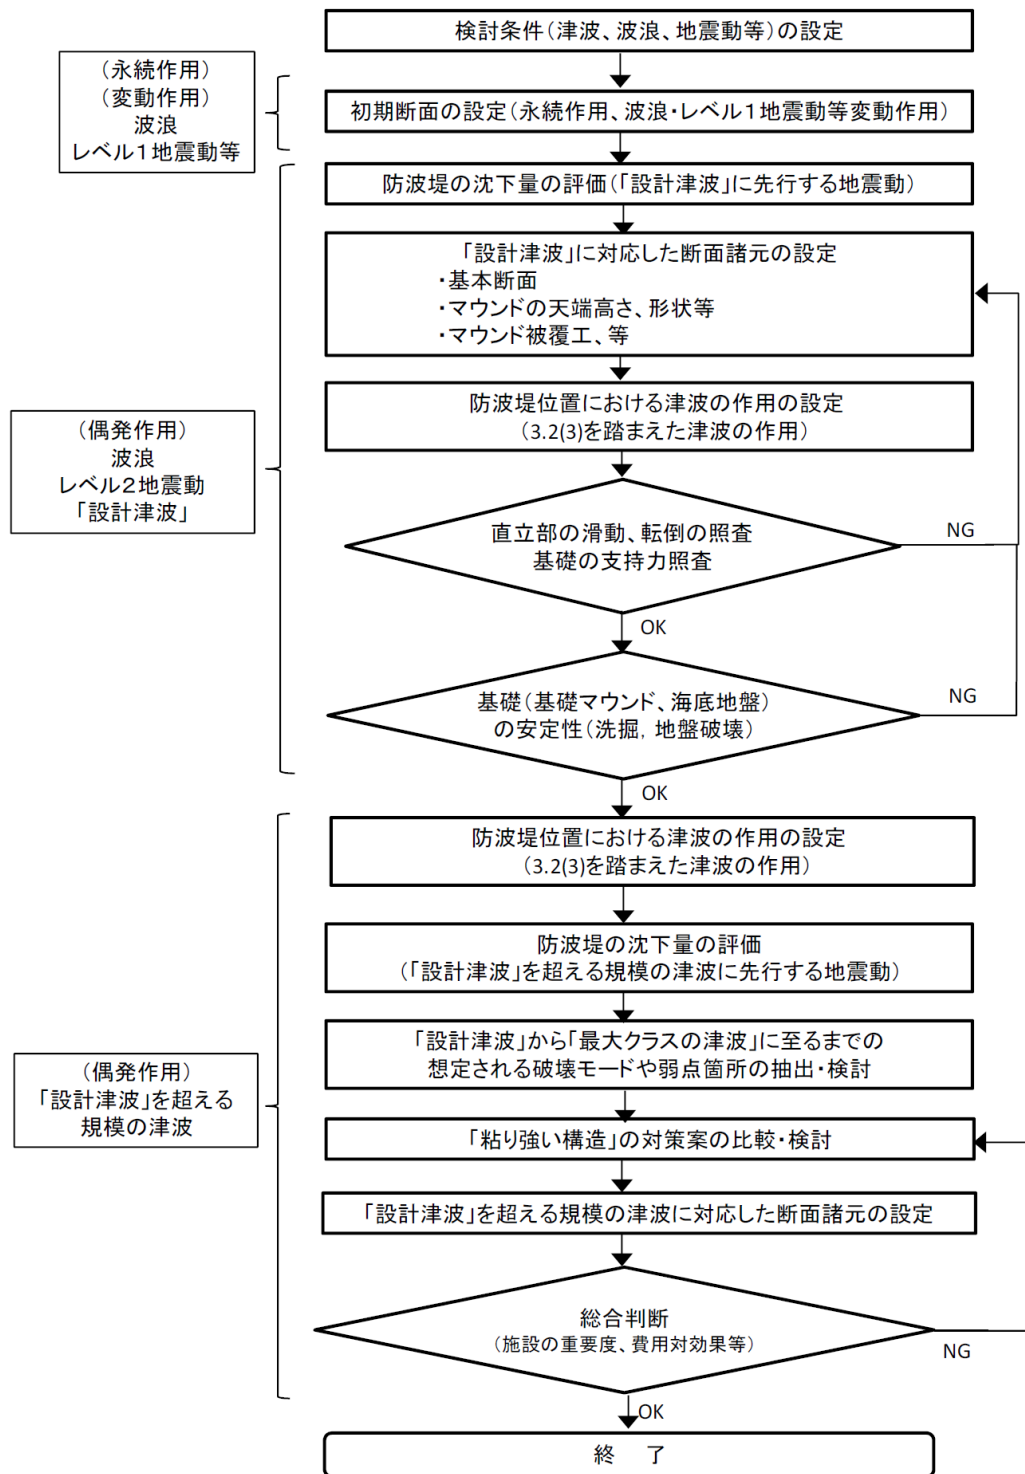 検討条件（津波、波浪、地震動等）の設定
（永続作用）
（変動作用）
波浪
レベル１地震動等
初期断面の設定（永続作用、波浪・レベル１地震動等変動作用）
防波堤の沈下量の評価（「設計津波」に先行する地震動）
「設計津波」に対応した断面諸元の設定
・基本断面
・マウンドの天端高さ、形状等
・マウンド被覆工、等
防波堤位置における津波の作用の設定
（3.2(3)を踏まえた津波の作用）
（偶発作用）
波浪
レベル２地震動
「設計津波」
直立部の滑動、転倒の照査
基礎の支持力照査
NG
OK
基礎（基礎マウンド、海底地盤）
の安定性（洗掘，地盤破壊）
NG
OK
防波堤位置における津波の作用の設定
（3.2(3)を踏まえた津波の作用）
防波堤の沈下量の評価
（「設計津波」を超える規模の津波に先行する地震動）
「設計津波」から「最大クラスの津波」に至るまでの
想定される破壊モードや弱点箇所の抽出・検討
（偶発作用）
「設計津波」を超える
規模の津波
「粘り強い構造」の対策案の比較・検討
「設計津波」を超える規模の津波に対応した断面諸元の設定
総合判断
（施設の重要度、費用対効果等）
NG
OK
終　了